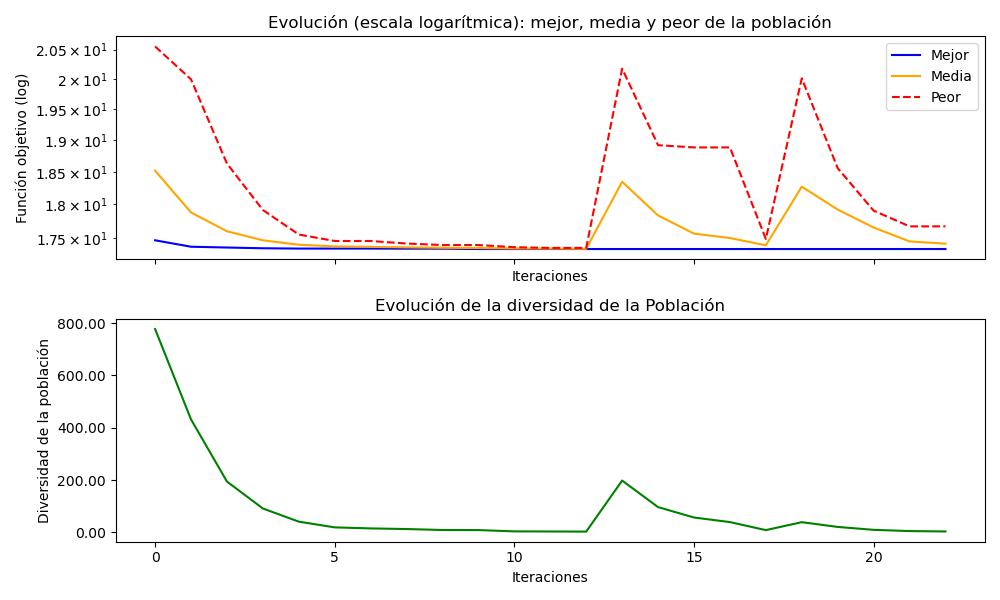 Evolución (escala logarítmica): mejor, media y peor de la población
Función objetivo (log)
2.05 × 10¹
2 × 10¹
1.95 × 10¹
1.9 × 10¹
1.85 × 10¹
1.8 × 10¹
1.75 × 10¹
Mejor
Media
Peor
Iteraciones
Evolución de la diversidad de la Población
Diversidad de la población
800.00
600.00
400.00
200.00
0.00
0 5 10 15 20
Iteraciones